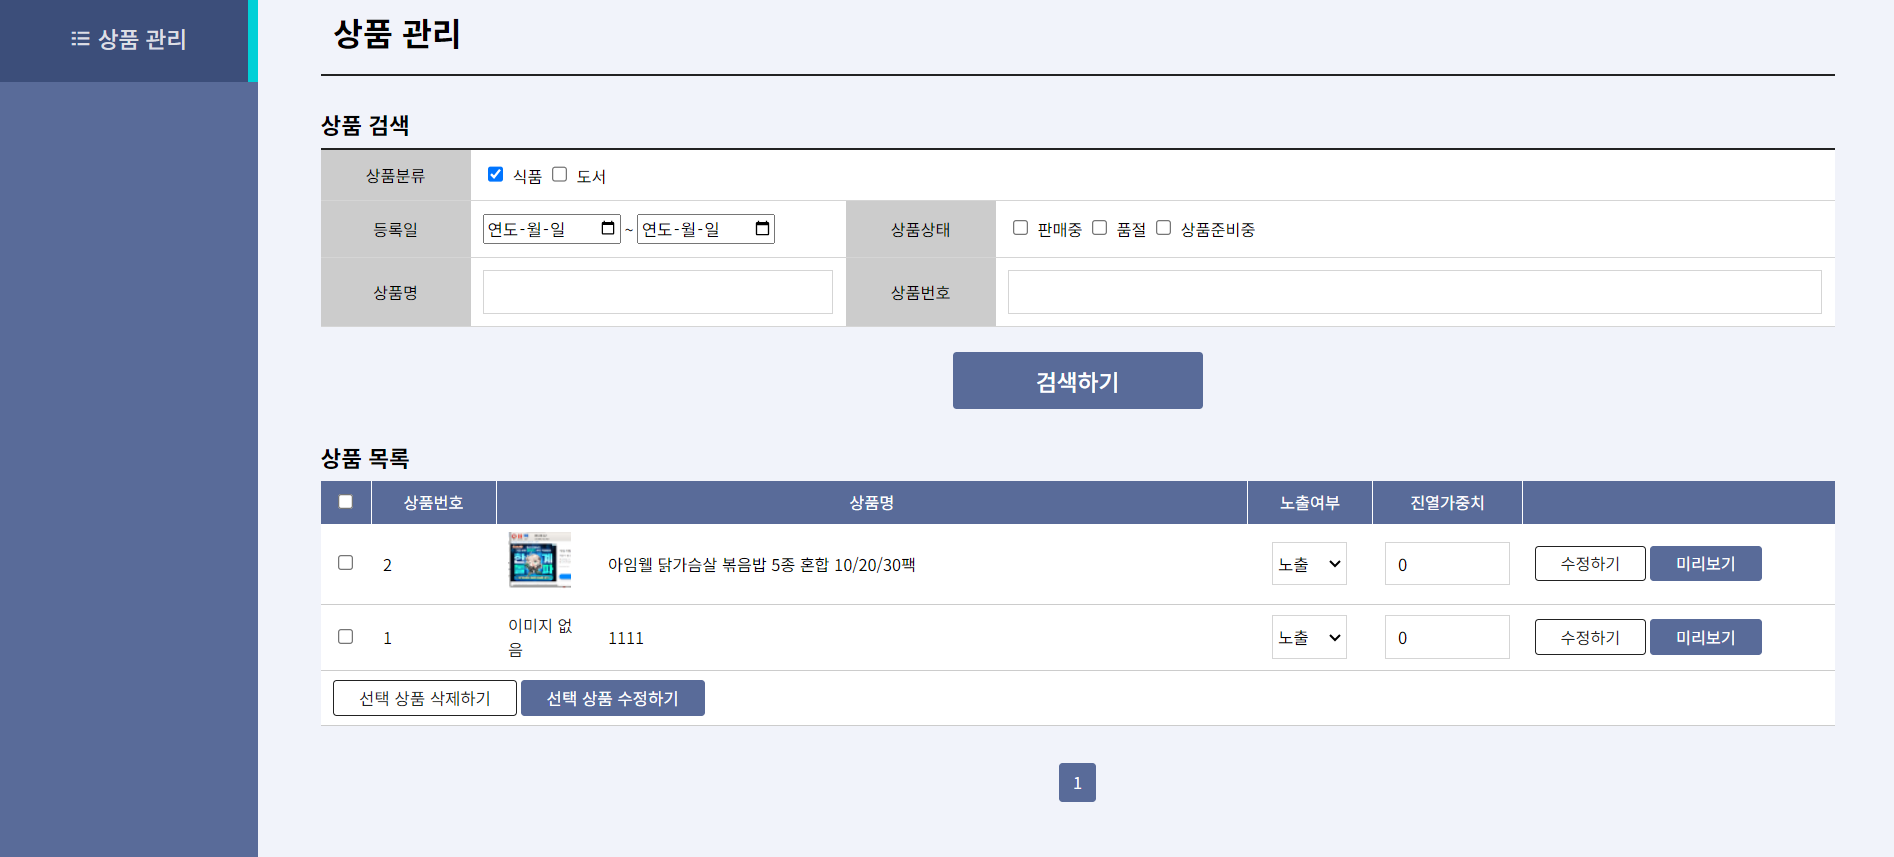 상품 관리
상품 관리
상품 검색
상품분류 식품 도서
등록일 연도-월-일 ~ 연도-월-일 상품상태 판매중 품절 상품준비중
상품명 상품번호
검색하기
상품 목록
상품번호 상품명 노출여부 진열가중치
2 아임웰 닭가슴살 볶음밥 5종 혼합 10/20/30팩 노출 0 수정하기 미리보기
1 이미지 없음 1111 노출 0 수정하기 미리보기
선택 상품 삭제하기 선택 상품 수정하기
1